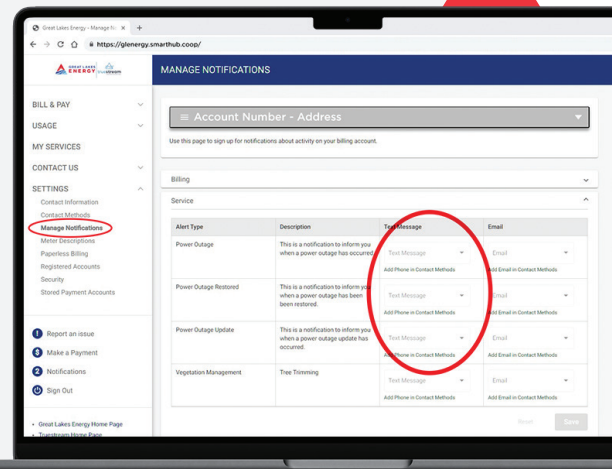 Great Lakes Energy - Manage No
https://glenergy.smarthub.coop/
GREAT LAKES
ENERGY
truestream
MANAGE NOTIFICATIONS
BILL & PAY
USAGE
MY SERVICES
CONTACT US
SETTINGS
Contact Information
Contact Methods
Manage Notifications
Meter Descriptions
Paperless Billing
Registered Accounts
Security
Stored Payment Accounts
Report an issue
Make a Payment
2 Notifications
Sign Out
• Great Lakes Energy Home Page
• Truestream Home Page
Account Number - Address
Use this page to sign up for notifications about activity on your billing account.
Billing
Service
Alert Type Description Text Message Email
Power Outage
This is a notification to inform you
when a power outage has occurred.
Text Message
Add Phone in Contact Methods
Email
Add Email in Contact Methods
Power Outage Restored
This is a notification to inform you
when a power outage has been
been restored.
Text Message
Add Phone in Contact Methods
Email
Add Email in Contact Methods
Power Outage Update
This is a notification to inform you
when a power outage update has
occurred.
Text Message
Add Phone in Contact Methods
Email
Add Email in Contact Methods
Vegetation Management
Tree Trimming
Text Message
Add Phone in Contact Methods
Email
Add Email in Contact Methods
Reset Save